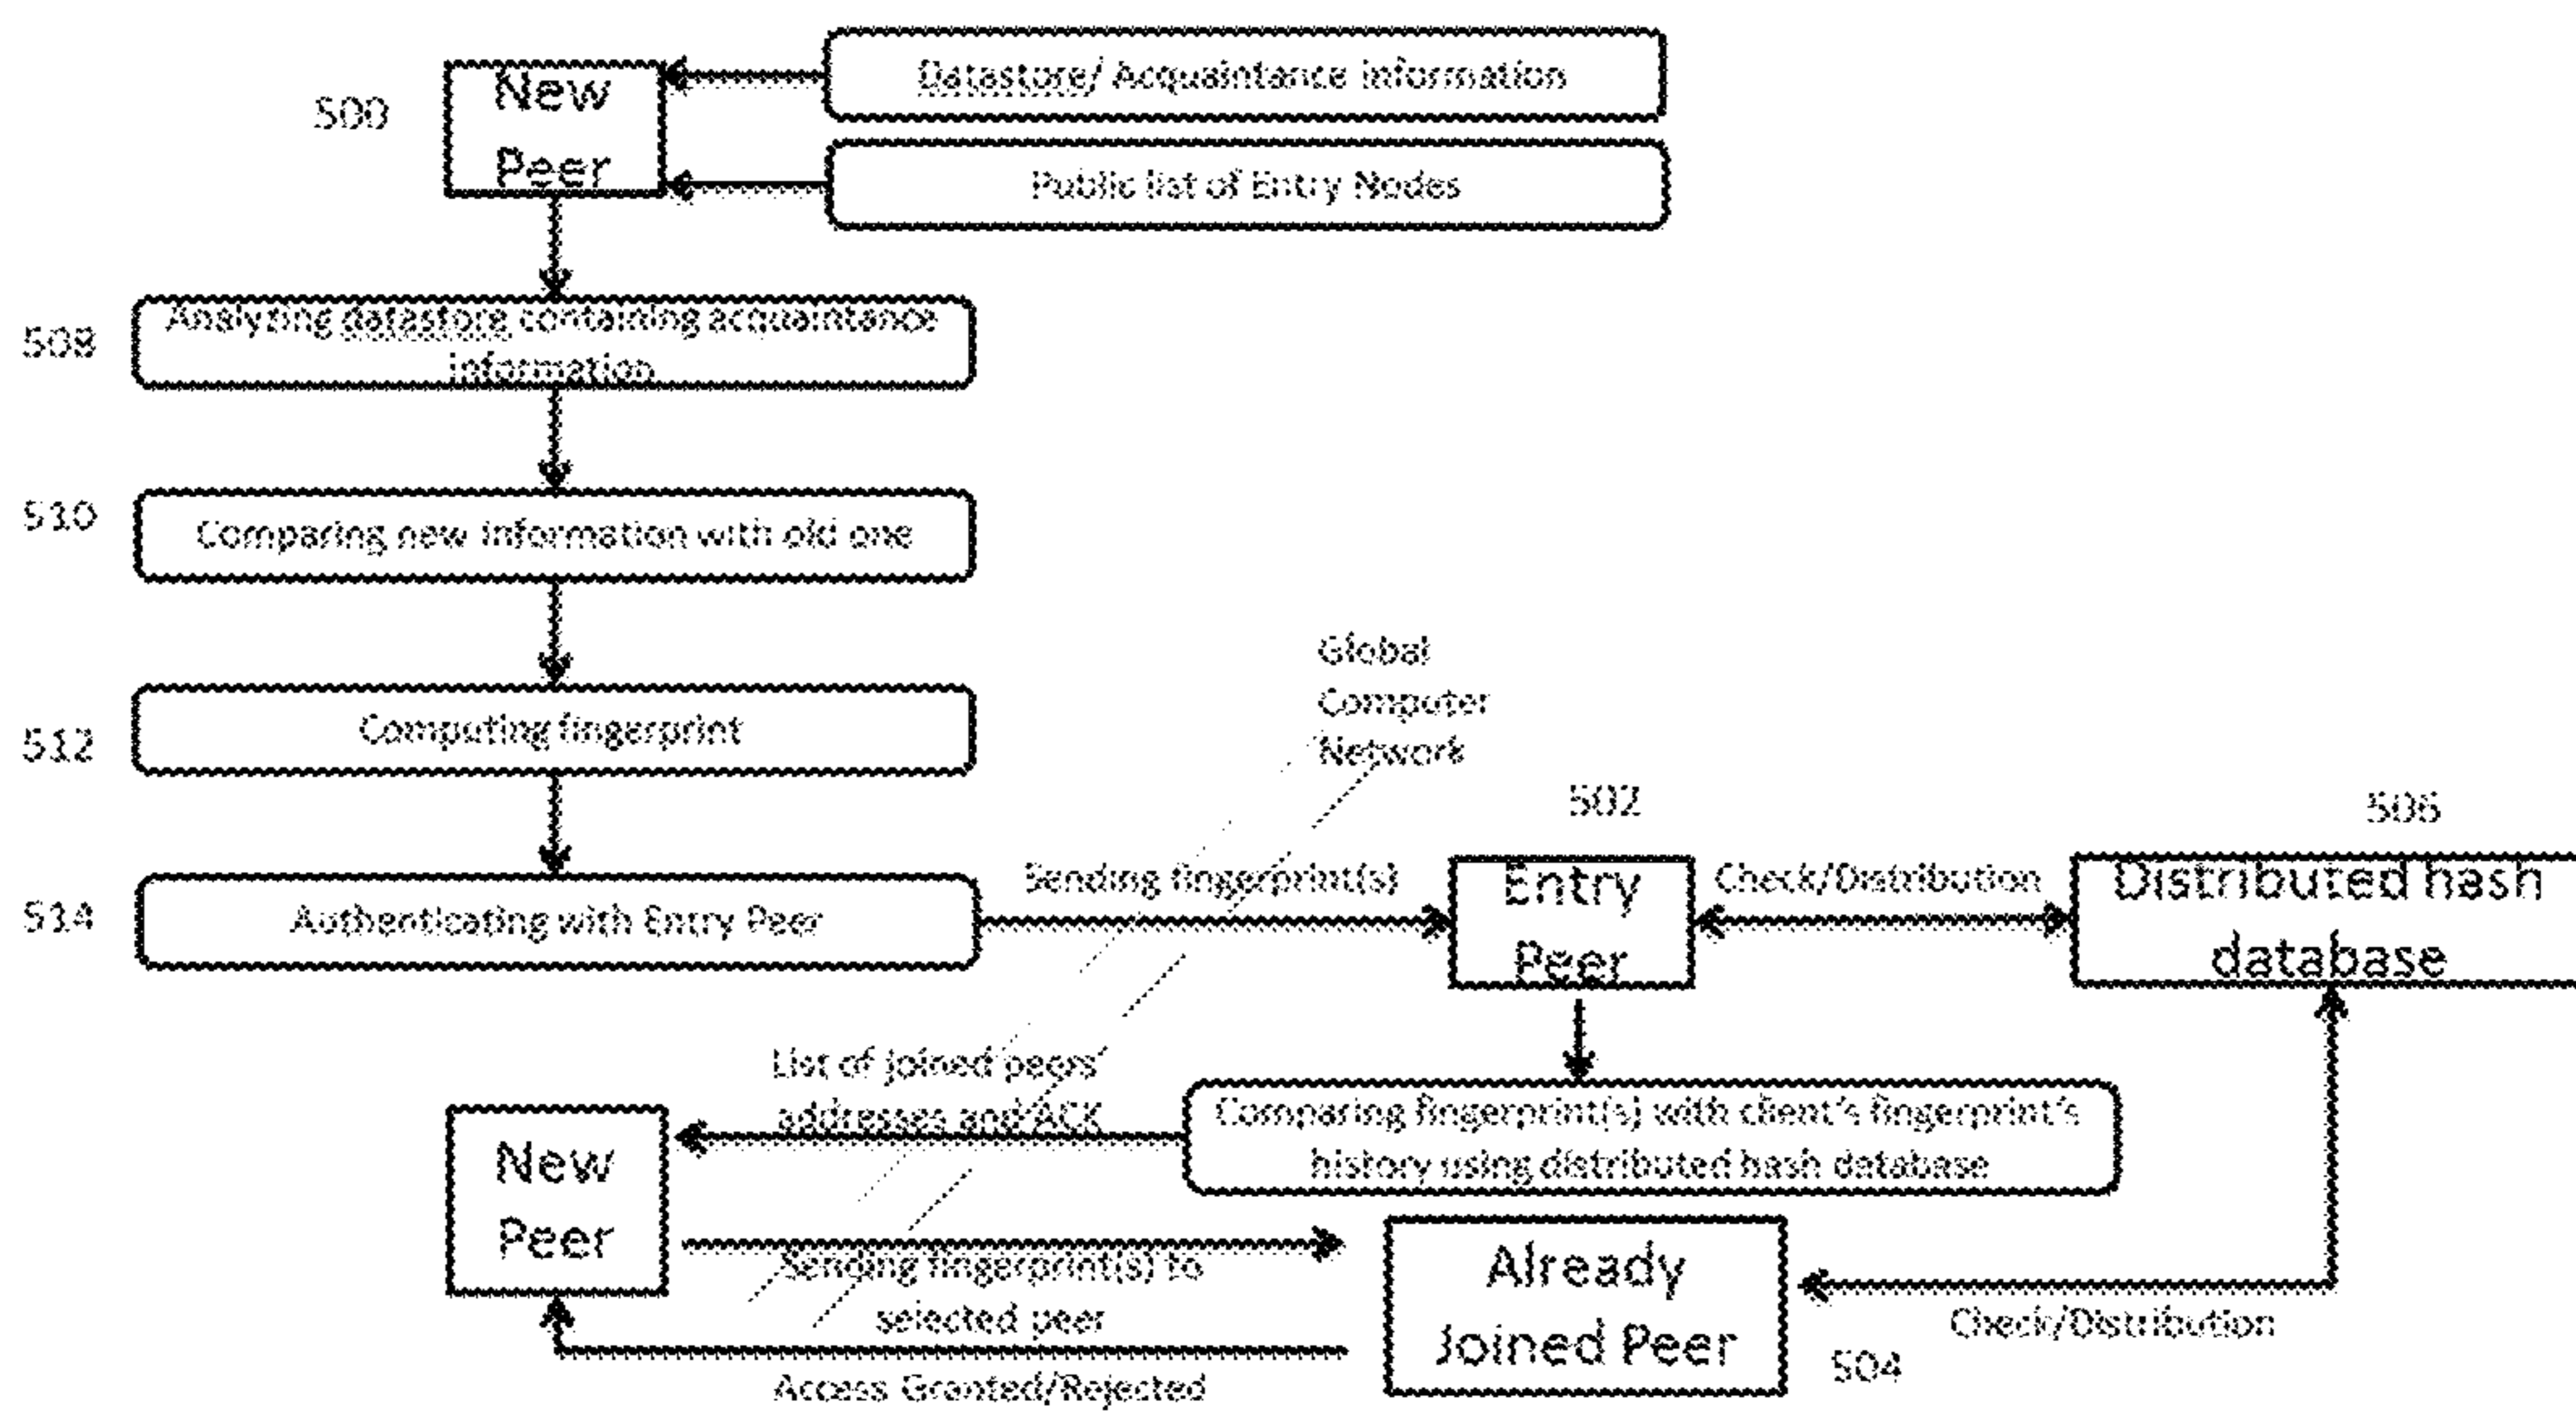 500
New
Peer
Datastore/ Acquaintance information
Public list of Entry Nodes
508
Analyzing datastore containing acquaintance
information
510
Comparing new information with old one
512
Computing fingerprint
Global
Computer
Network
514
Authenticating with Entry Peer
Sending fingerprint(s)
502
Entry
Peer
Check/Distribution
506
Distributed hash
database
List of joined peers'
addresses and ACK
Comparing fingerprint(s) with client's fingerprint's
history using distributed hash database
New
Peer
Sending fingerprint(s) to
selected peer
Access Granted/Rejected
Already
Joined Peer
504
Check/Distribution